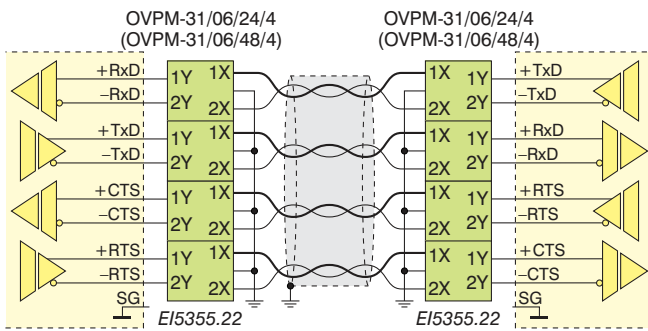 OVPM-31/06/24/4 OVPM-31/06/24/4
(OVPM-31/06/48/4) (OVPM-31/06/48/4)
+RxD 1Y 1X 1X 1Y +TxD
−RxD 2Y 2X 2X 2Y −TxD
+TxD 1Y 1X 1X 1Y +RxD
−TxD 2Y 2X 2X 2Y −RxD
+CTS 1Y 1X 1X 1Y +RTS
−CTS 2Y 2X 2X 2Y −RTS
+RTS 1Y 1X 1X 1Y +CTS
−RTS 2Y 2X 2X 2Y −CTS
SG SG
EI5355.22 EI5355.22